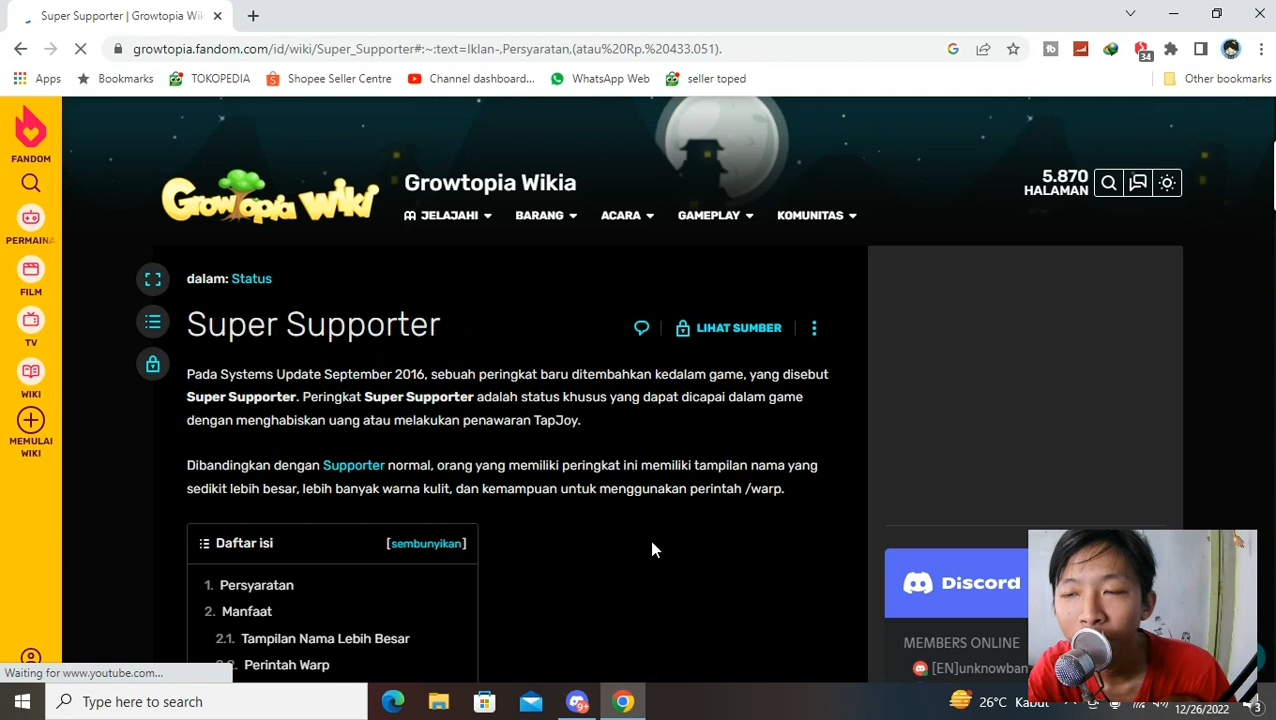 Super Supporter | Growtopia Wiki
growtopia.fandom.com/id/wiki/Super_Supporter#:~:text=Iklan-,Persyaratan,(atau%20Rp.%20433.051).
34
Apps
Bookmarks
TOKOPEDIA
Shopee Seller Centre
Channel dashboard...
WhatsApp Web
seller toped
Other bookmarks
FANDOM
PERMAINA
FILM
TV
WIKI
MEMULAI
WIKI
Growtopia Wiki
Growtopia Wikia
5.870
HALAMAN
JELAJAHI
BARANG
ACARA
GAMEPLAY
KOMUNITAS
dalam: Status
Super Supporter
LIHAT SUMBER
Pada Systems Update September 2016, sebuah peringkat baru ditembahkan kedalam game, yang disebut
Super Supporter. Peringkat Super Supporter adalah status khusus yang dapat dicapai dalam game
dengan menghabiskan uang atau melakukan penawaran TapJoy.
Dibandingkan dengan Supporter normal, orang yang memiliki peringkat ini memiliki tampilan nama yang
sedikit lebih besar, lebih banyak warna kulit, dan kemampuan untuk menggunakan perintah /warp.
Daftar isi
[sembunyikan]
1. Persyaratan
2. Manfaat
2.1. Tampilan Nama Lebih Besar
2.2. Perintah Warp
Discord
MEMBERS ONLINE
[EN]unknowban
Waiting for www.youtube.com...
Type here to search
9+
26°C Kabut
12/26/2022
3